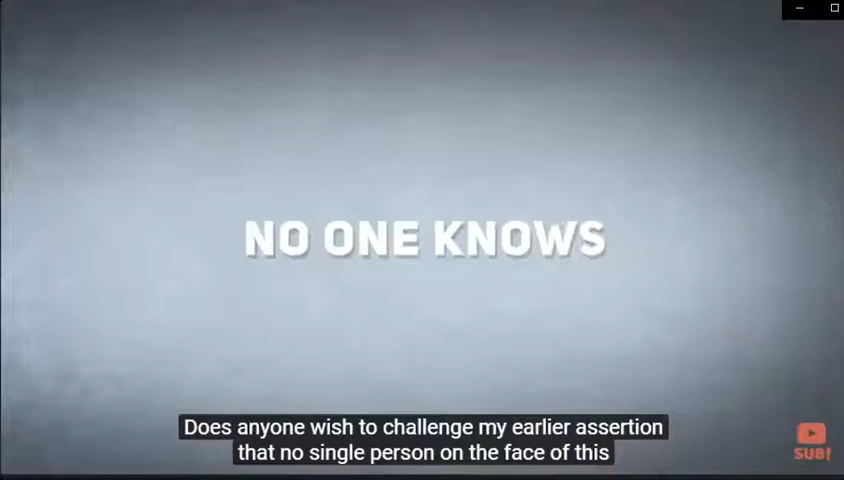 NO ONE KNOWS
Does anyone wish to challenge my earlier assertion
that no single person on the face of this
SUB!